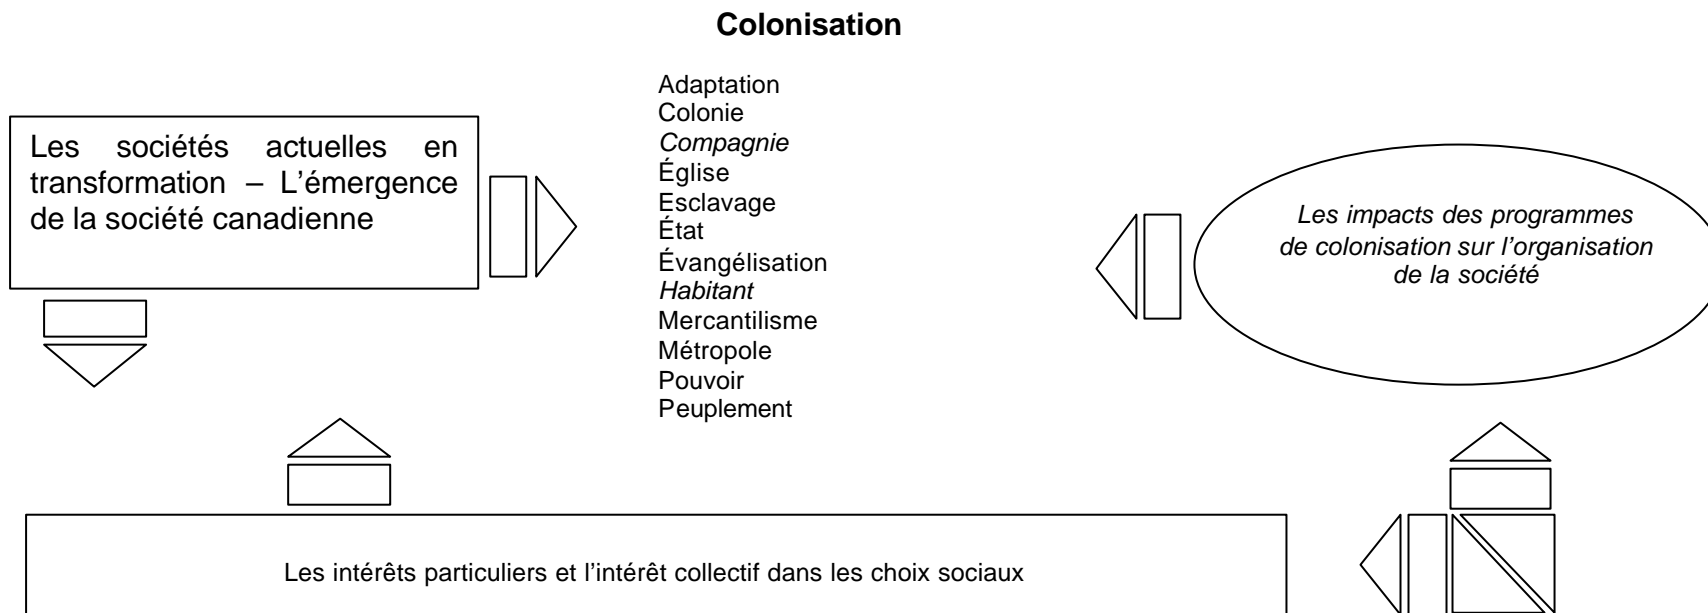 Colonisation
Les sociétés actuelles en
transformation – L'émergence
de la société canadienne
Adaptation
Colonie
Compagnie
Église
Esclavage
État
Évangélisation
Habitant
Mercantilisme
Métropole
Pouvoir
Peuplement
Les impacts des programmes
de colonisation sur l'organisation
de la société
Les intérêts particuliers et l'intérêt collectif dans les choix sociaux